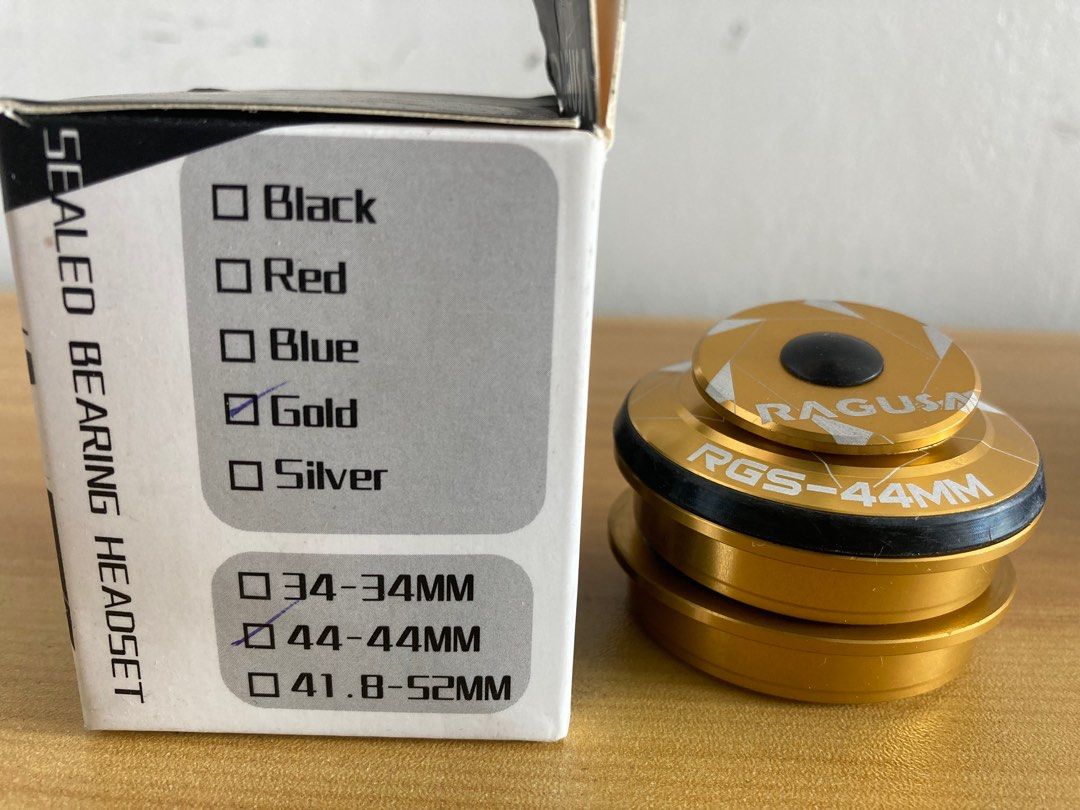 SEALED BEARING HEADSET
Black
Red
Blue
Gold
Silver
34-34MM
44-44MM
41.8-52MM
RAGUSA
RGS-44MM